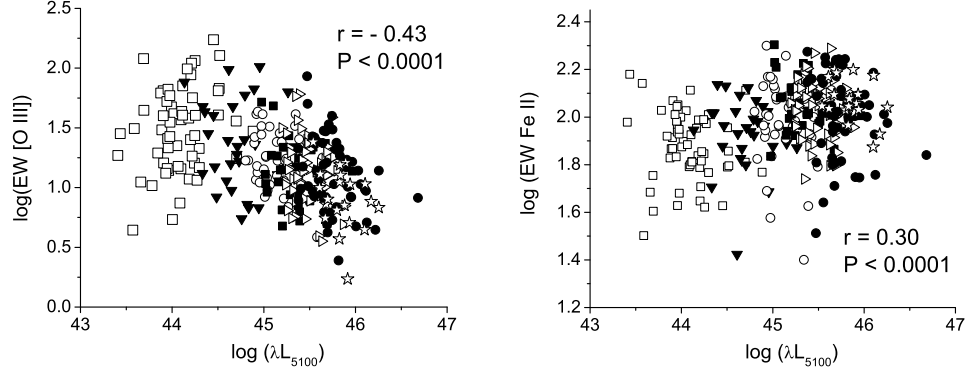 2.5
2.0
1.5
1.0
0.5
0.0
log(EW [O III])
r = - 0.43
P < 0.0001
43 44 45 46 47
log (λL5100)
2.4
2.2
2.0
1.8
1.6
1.4
1.2
log (EW Fe II)
r = 0.30
P < 0.0001
43 44 45 46 47
log (λL5100)